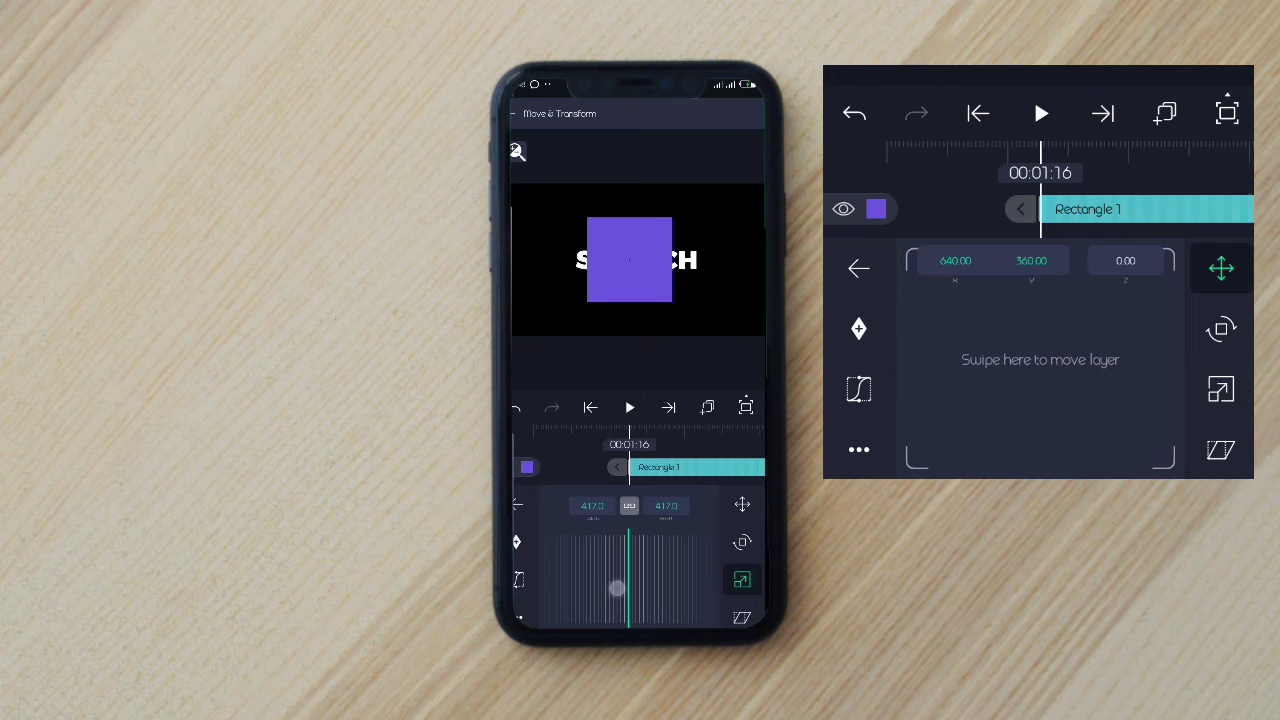 Move & Transform
S CH
00:01:16
Rectangle 1
417.0 417.0
00:01:16
Rectangle 1
640.00 360.00 0.00
X Y Z
Swipe here to move layer